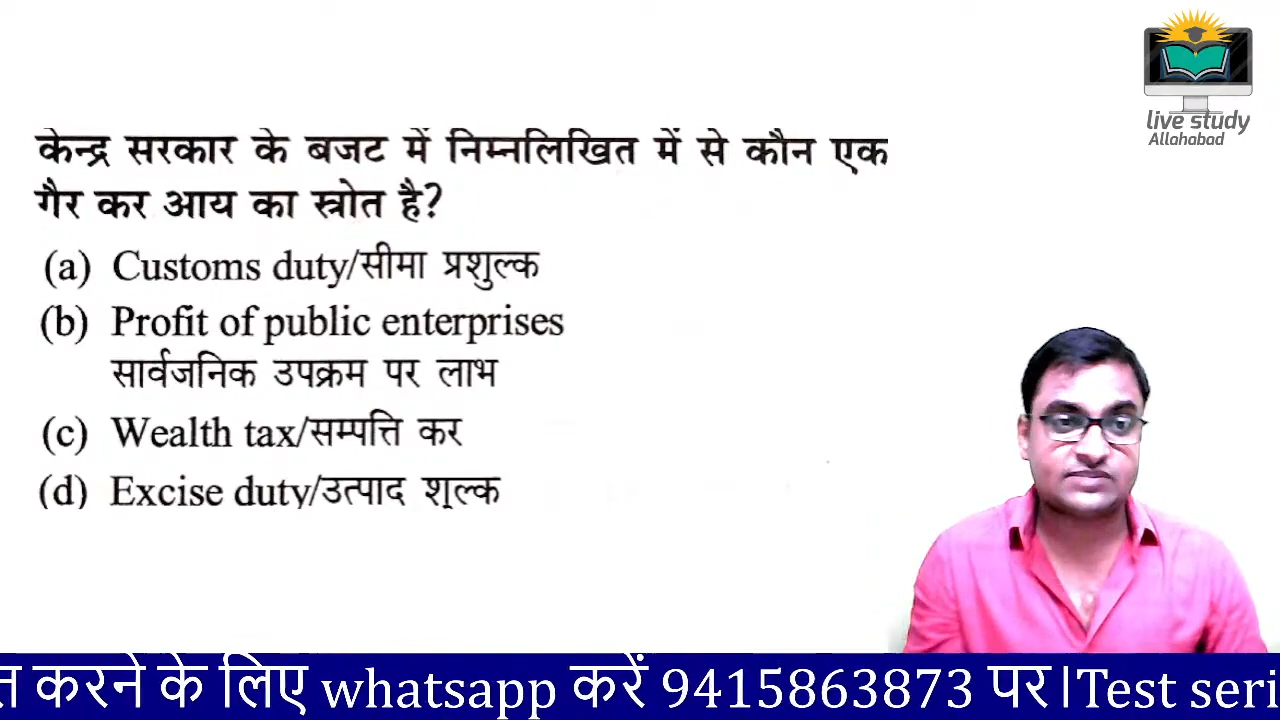 live study
Allahabad
केन्द्र सरकार के बजट में निम्नलिखित में से कौन एक
गैर कर आय का स्त्रोत है?
(a) Customs duty/सीमा प्रशुल्क
(b) Profit of public enterprises
सार्वजनिक उपक्रम पर लाभ
(c) Wealth tax/सम्पत्ति कर
(d) Excise duty/उत्पाद शुल्क
करने के लिए whatsapp करें 9415863873 पर।Test seri